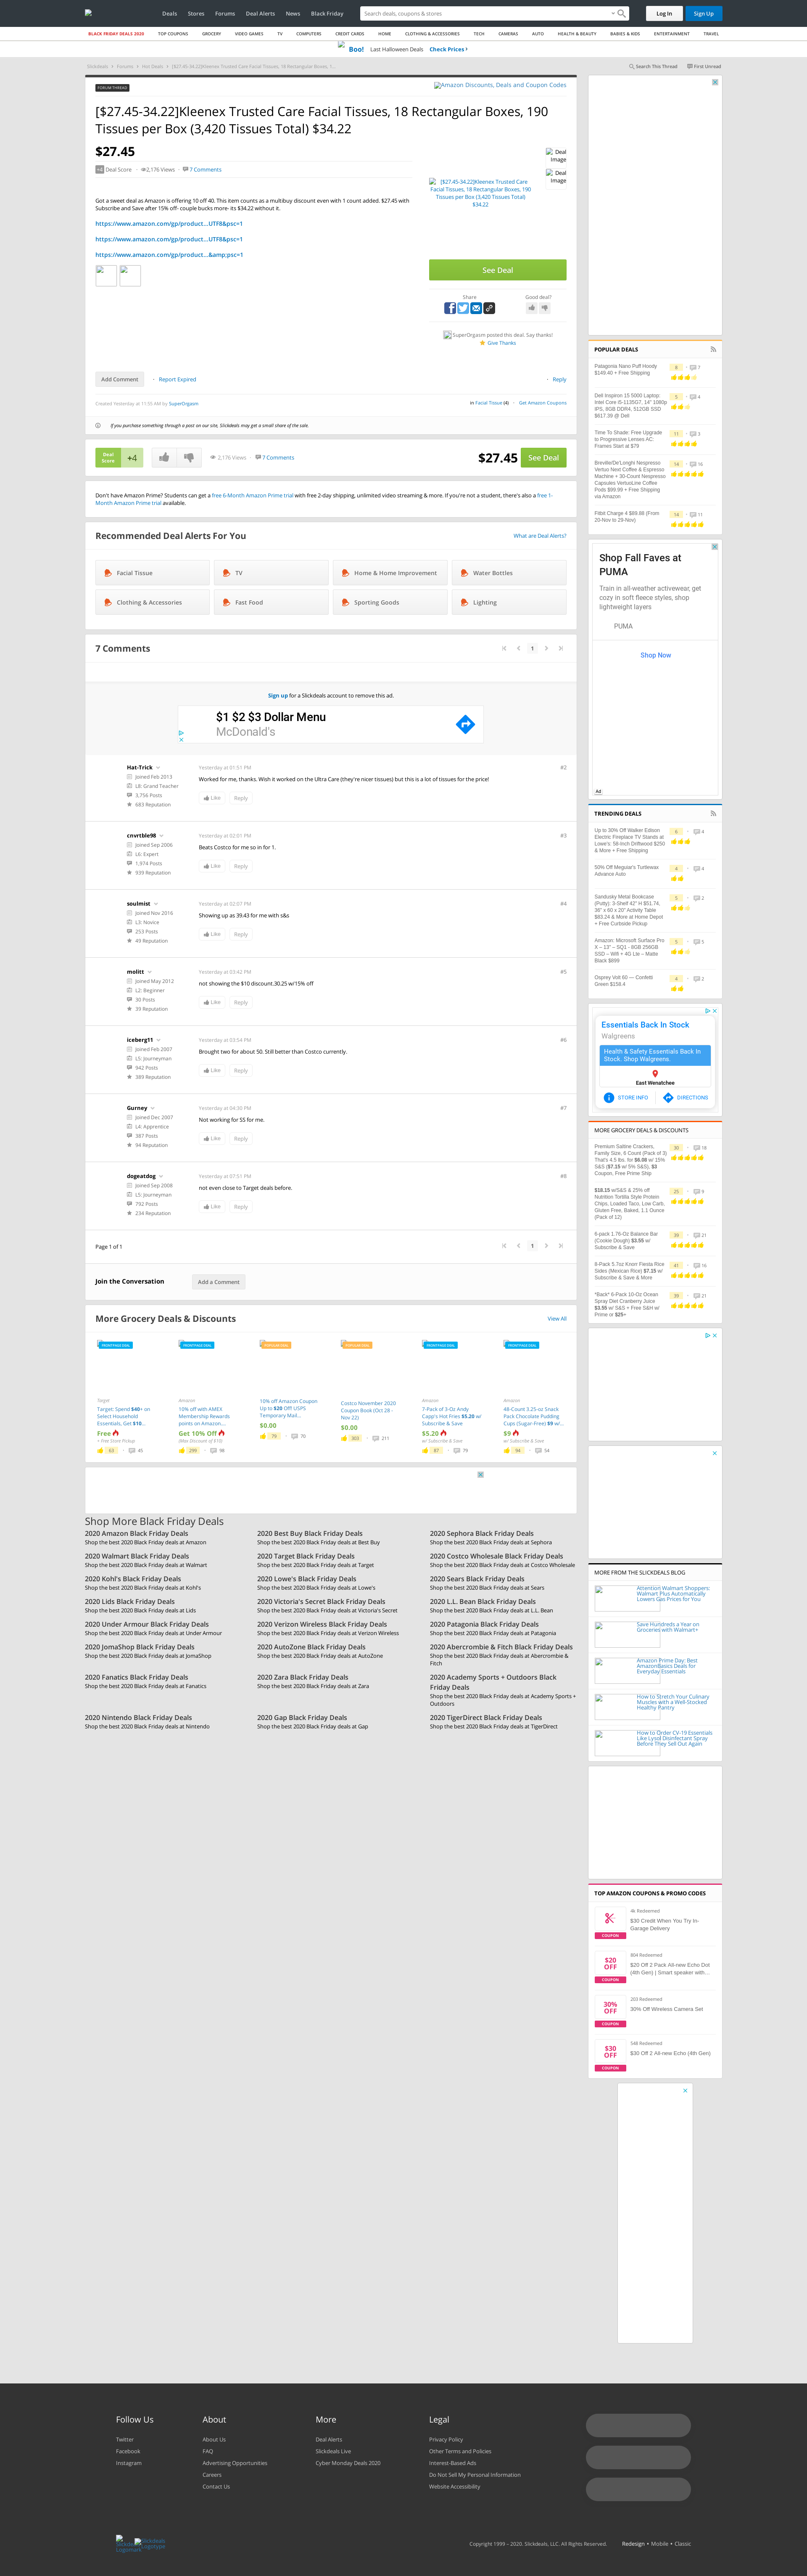 Deals Stores Forums Deal Alerts News Black Friday Search deals, coupons & stores Log In Sign Up
BLACK FRIDAY DEALS 2020 TOP COUPONS GROCERY VIDEO GAMES TV COMPUTERS CREDIT CARDS HOME CLOTHING & ACCESSORIES TECH CAMERAS AUTO HEALTH & BEAUTY BABIES & KIDS ENTERTAINMENT TRAVEL
Boo! Last Halloween Deals Check Prices ›
Slickdeals › Forums › Hot Deals › [$27.45-34.22]Kleenex Trusted Care Facial Tissues, 18 Rectangular Boxes, 1... Search This Thread First Unread
FORUM THREAD
Amazon Discounts, Deals and Coupon Codes
[$27.45-34.22]Kleenex Trusted Care Facial Tissues, 18 Rectangular Boxes, 190
Tissues per Box (3,420 Tissues Total) $34.22
$27.45
+4 Deal Score 2,176 Views 7 Comments
Got a sweet deal as Amazon is offering 10 off 40. This item counts as a multibuy discount even with 1 count added. $27.45 with
Subscribe and Save after 15% off- couple bucks more- its $34.22 without it.
https://www.amazon.com/gp/product...UTF8&psc=1
https://www.amazon.com/gp/product...UTF8&psc=1
https://www.amazon.com/gp/product...&amp;psc=1
[$27.45-34.22]Kleenex Trusted Care
Facial Tissues, 18 Rectangular Boxes, 190
Tissues per Box (3,420 Tissues Total)
$34.22
Deal
Image
Deal
Image
See Deal
Share Good deal?
SuperOrgasm posted this deal. Say thanks!
Give Thanks
Add Comment Report Expired Reply
Created Yesterday at 11:35 AM by SuperOrgasm in Facial Tissue (4) Get Amazon Coupons
If you purchase something through a post on our site, Slickdeals may get a small share of the sale.
Deal
Score +4 2,176 Views 7 Comments $27.45 See Deal
Don't have Amazon Prime? Students can get a free 6-Month Amazon Prime trial with free 2-day shipping, unlimited video streaming & more. If you're not a student, there's also a free 1-
Month Amazon Prime trial available.
Recommended Deal Alerts For You What are Deal Alerts?
Facial Tissue TV Home & Home Improvement Water Bottles
Clothing & Accessories Fast Food Sporting Goods Lighting
7 Comments 1
Sign up for a Slickdeals account to remove this ad.
$1 $2 $3 Dollar Menu
McDonald's
Hat-Trick Yesterday at 01:51 PM #2
Joined Feb 2013
L8: Grand Teacher
3,756 Posts
683 Reputation
Worked for me, thanks. Wish it worked on the Ultra Care (they're nicer tissues) but this is a lot of tissues for the price!
Like Reply
cnvrtble98 Yesterday at 02:01 PM #3
Joined Sep 2006
L6: Expert
1,974 Posts
939 Reputation
Beats Costco for me so in for 1.
Like Reply
soulmist Yesterday at 02:07 PM #4
Joined Nov 2016
L3: Novice
253 Posts
49 Reputation
Showing up as 39.43 for me with s&s
Like Reply
molitt Yesterday at 03:42 PM #5
Joined May 2012
L2: Beginner
30 Posts
39 Reputation
not showing the $10 discount.30.25 w/15% off
Like Reply
iceberg11 Yesterday at 03:54 PM #6
Joined Feb 2007
L5: Journeyman
942 Posts
389 Reputation
Brought two for about 50. Still better than Costco currently.
Like Reply
Gurney Yesterday at 04:30 PM #7
Joined Dec 2007
L4: Apprentice
387 Posts
94 Reputation
Not working for SS for me.
Like Reply
dogeatdog Yesterday at 07:51 PM #8
Joined Sep 2008
L5: Journeyman
792 Posts
234 Reputation
not even close to Target deals before.
Like Reply
Page 1 of 1 1
Join the Conversation Add a Comment
More Grocery Deals & Discounts View All
FRONTPAGE DEAL FRONTPAGE DEAL POPULAR DEAL POPULAR DEAL FRONTPAGE DEAL FRONTPAGE DEAL
Target
Target: Spend $40+ on
Select Household
Essentials, Get $10...
Free
+ Free Store Pickup
63 45
Amazon
10% off with AMEX
Membership Rewards
points on Amazon....
Get 10% Off
(Max Discount of $10)
299 98
10% off Amazon Coupon
Up to $20 Off! USPS
Temporary Mail...
$0.00
79 70
Costco November 2020
Coupon Book (Oct 28 -
Nov 22)
$0.00
303 211
Amazon
7-Pack of 3-Oz Andy
Capp's Hot Fries $5.20 w/
Subscribe & Save
$5.20
w/ Subscribe & Save
87 79
Amazon
48-Count 3.25-oz Snack
Pack Chocolate Pudding
Cups (Sugar-Free) $9 w/...
$9
w/ Subscribe & Save
94 54
Shop More Black Friday Deals
2020 Amazon Black Friday Deals 2020 Best Buy Black Friday Deals 2020 Sephora Black Friday Deals
Shop the best 2020 Black Friday deals at Amazon Shop the best 2020 Black Friday deals at Best Buy Shop the best 2020 Black Friday deals at Sephora
2020 Walmart Black Friday Deals 2020 Target Black Friday Deals 2020 Costco Wholesale Black Friday Deals
Shop the best 2020 Black Friday deals at Walmart Shop the best 2020 Black Friday deals at Target Shop the best 2020 Black Friday deals at Costco Wholesale
2020 Kohl's Black Friday Deals 2020 Lowe's Black Friday Deals 2020 Sears Black Friday Deals
Shop the best 2020 Black Friday deals at Kohl's Shop the best 2020 Black Friday deals at Lowe's Shop the best 2020 Black Friday deals at Sears
2020 Lids Black Friday Deals 2020 Victoria's Secret Black Friday Deals 2020 L.L. Bean Black Friday Deals
Shop the best 2020 Black Friday deals at Lids Shop the best 2020 Black Friday deals at Victoria's Secret Shop the best 2020 Black Friday deals at L.L. Bean
2020 Under Armour Black Friday Deals 2020 Verizon Wireless Black Friday Deals 2020 Patagonia Black Friday Deals
Shop the best 2020 Black Friday deals at Under Armour Shop the best 2020 Black Friday deals at Verizon Wireless Shop the best 2020 Black Friday deals at Patagonia
2020 JomaShop Black Friday Deals 2020 AutoZone Black Friday Deals 2020 Abercrombie & Fitch Black Friday Deals
Shop the best 2020 Black Friday deals at JomaShop Shop the best 2020 Black Friday deals at AutoZone Shop the best 2020 Black Friday deals at Abercrombie &
Fitch
2020 Fanatics Black Friday Deals 2020 Zara Black Friday Deals 2020 Academy Sports + Outdoors Black
Friday Deals
Shop the best 2020 Black Friday deals at Fanatics Shop the best 2020 Black Friday deals at Zara Shop the best 2020 Black Friday deals at Academy Sports +
Outdoors
2020 Nintendo Black Friday Deals 2020 Gap Black Friday Deals 2020 TigerDirect Black Friday Deals
Shop the best 2020 Black Friday deals at Nintendo Shop the best 2020 Black Friday deals at Gap Shop the best 2020 Black Friday deals at TigerDirect
POPULAR DEALS
Patagonia Nano Puff Hoody
$149.40 + Free Shipping
8 7
Dell Inspiron 15 5000 Laptop:
Intel Core i5-1135G7, 14" 1080p
IPS, 8GB DDR4, 512GB SSD
$617.39 @ Dell
5 4
Time To Shade: Free Upgrade
to Progressive Lenses AC:
Frames Start at $79
11 3
Breville/De'Longhi Nespresso
Vertuo Next Coffee & Espresso
Machine + 30-Count Nespresso
Capsules VertuoLine Coffee
Pods $99.99 + Free Shipping
via Amazon
14 16
Fitbit Charge 4 $89.88 (From
20-Nov to 29-Nov)
14 11
Shop Fall Faves at
PUMA
Train in all-weather activewear, get
cozy in soft fleece styles, shop
lightweight layers
PUMA
Shop Now
Ad
TRENDING DEALS
Up to 30% Off Walker Edison
Electric Fireplace TV Stands at
Lowe's: 58-Inch Driftwood $250
& More + Free Shipping
6 4
50% Off Meguiar's Turtlewax
Advance Auto
4 4
Sandusky Metal Bookcase
(Putty): 3-Shelf 42" H $51.74,
36" x 60 x 20" Activity Table
$83.24 & More at Home Depot
+ Free Curbside Pickup
5 2
Amazon: Microsoft Surface Pro
X – 13" – SQ1 - 8GB 256GB
SSD – Wifi + 4G Lte – Matte
Black $899
5 5
Osprey Volt 60 — Confetti
Green $158.4
4 2
Essentials Back In Stock
Walgreens
Health & Safety Essentials Back In
Stock. Shop Walgreens.
East Wenatchee
STORE INFO DIRECTIONS
MORE GROCERY DEALS & DISCOUNTS
Premium Saltine Crackers,
Family Size, 6 Count (Pack of 3)
That's 4.5 lbs. for $6.08 w/ 15%
S&S ($7.15 w/ 5% S&S), $3
Coupon, Free Prime Ship
30 18
$18.15 w/S&S & 25% off
Nutrition Tortilla Style Protein
Chips, Loaded Taco, Low Carb,
Gluten Free, Baked, 1.1 Ounce
(Pack of 12)
25 9
6-pack 1.76-Oz Balance Bar
(Cookie Dough) $3.55 w/
Subscribe & Save
39 21
8-Pack 5.7oz Knorr Fiesta Rice
Sides (Mexican Rice) $7.15 w/
Subscribe & Save & More
41 16
*Back* 6-Pack 10-Oz Ocean
Spray Diet Cranberry Juice
$3.55 w/ S&S + Free S&H w/
Prime or $25+
39 21
MORE FROM THE SLICKDEALS BLOG
Attention Walmart Shoppers:
Walmart Plus Automatically
Lowers Gas Prices for You
Save Hundreds a Year on
Groceries with Walmart+
Amazon Prime Day: Best
AmazonBasics Deals for
Everyday Essentials
How to Stretch Your Culinary
Muscles with a Well-Stocked
Healthy Pantry
How to Order CV-19 Essentials
Like Lysol Disinfectant Spray
Before They Sell Out Again
TOP AMAZON COUPONS & PROMO CODES
COUPON
4k Redeemed
$30 Credit When You Try In-
Garage Delivery
$20
OFF
COUPON
804 Redeemed
$20 Off 2 Pack All-new Echo Dot
(4th Gen) | Smart speaker with...
30%
OFF
COUPON
203 Redeemed
30% Off Wireless Camera Set
$30
OFF
COUPON
548 Redeemed
$30 Off 2 All-new Echo (4th Gen)
Follow Us About More Legal
Twitter About Us Deal Alerts Privacy Policy
Facebook FAQ Slickdeals Live Other Terms and Policies
Instagram Advertising Opportunities Cyber Monday Deals 2020 Interest-Based Ads
Careers Do Not Sell My Personal Information
Contact Us Website Accessibility
Copyright 1999 – 2020. Slickdeals, LLC. All Rights Reserved. Redesign • Mobile • Classic